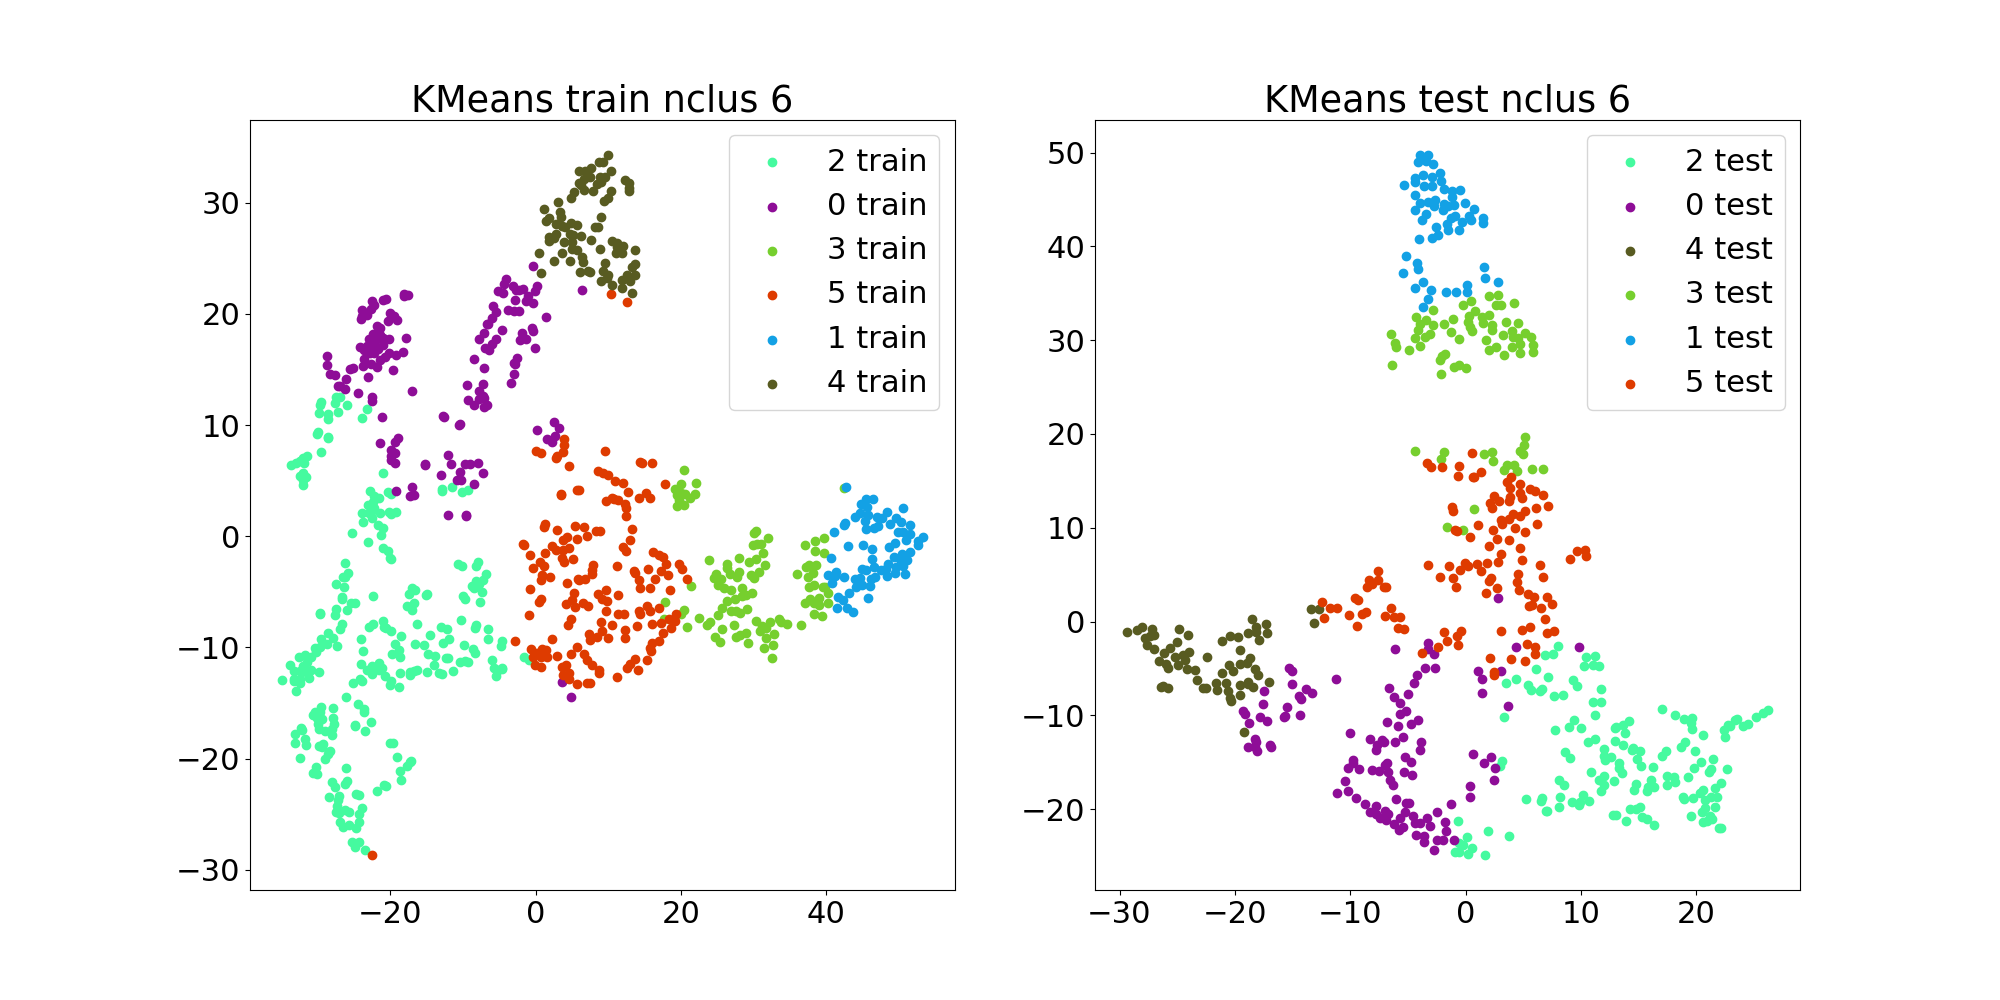 KMeans train nclus 6
2 train
0 train
3 train
5 train
1 train
4 train
30
20
10
0
−10
−20
−30
−20 0 20 40
KMeans test nclus 6
2 test
0 test
4 test
3 test
1 test
5 test
50
40
30
20
10
0
−10
−20
−30 −20 −10 0 10 20